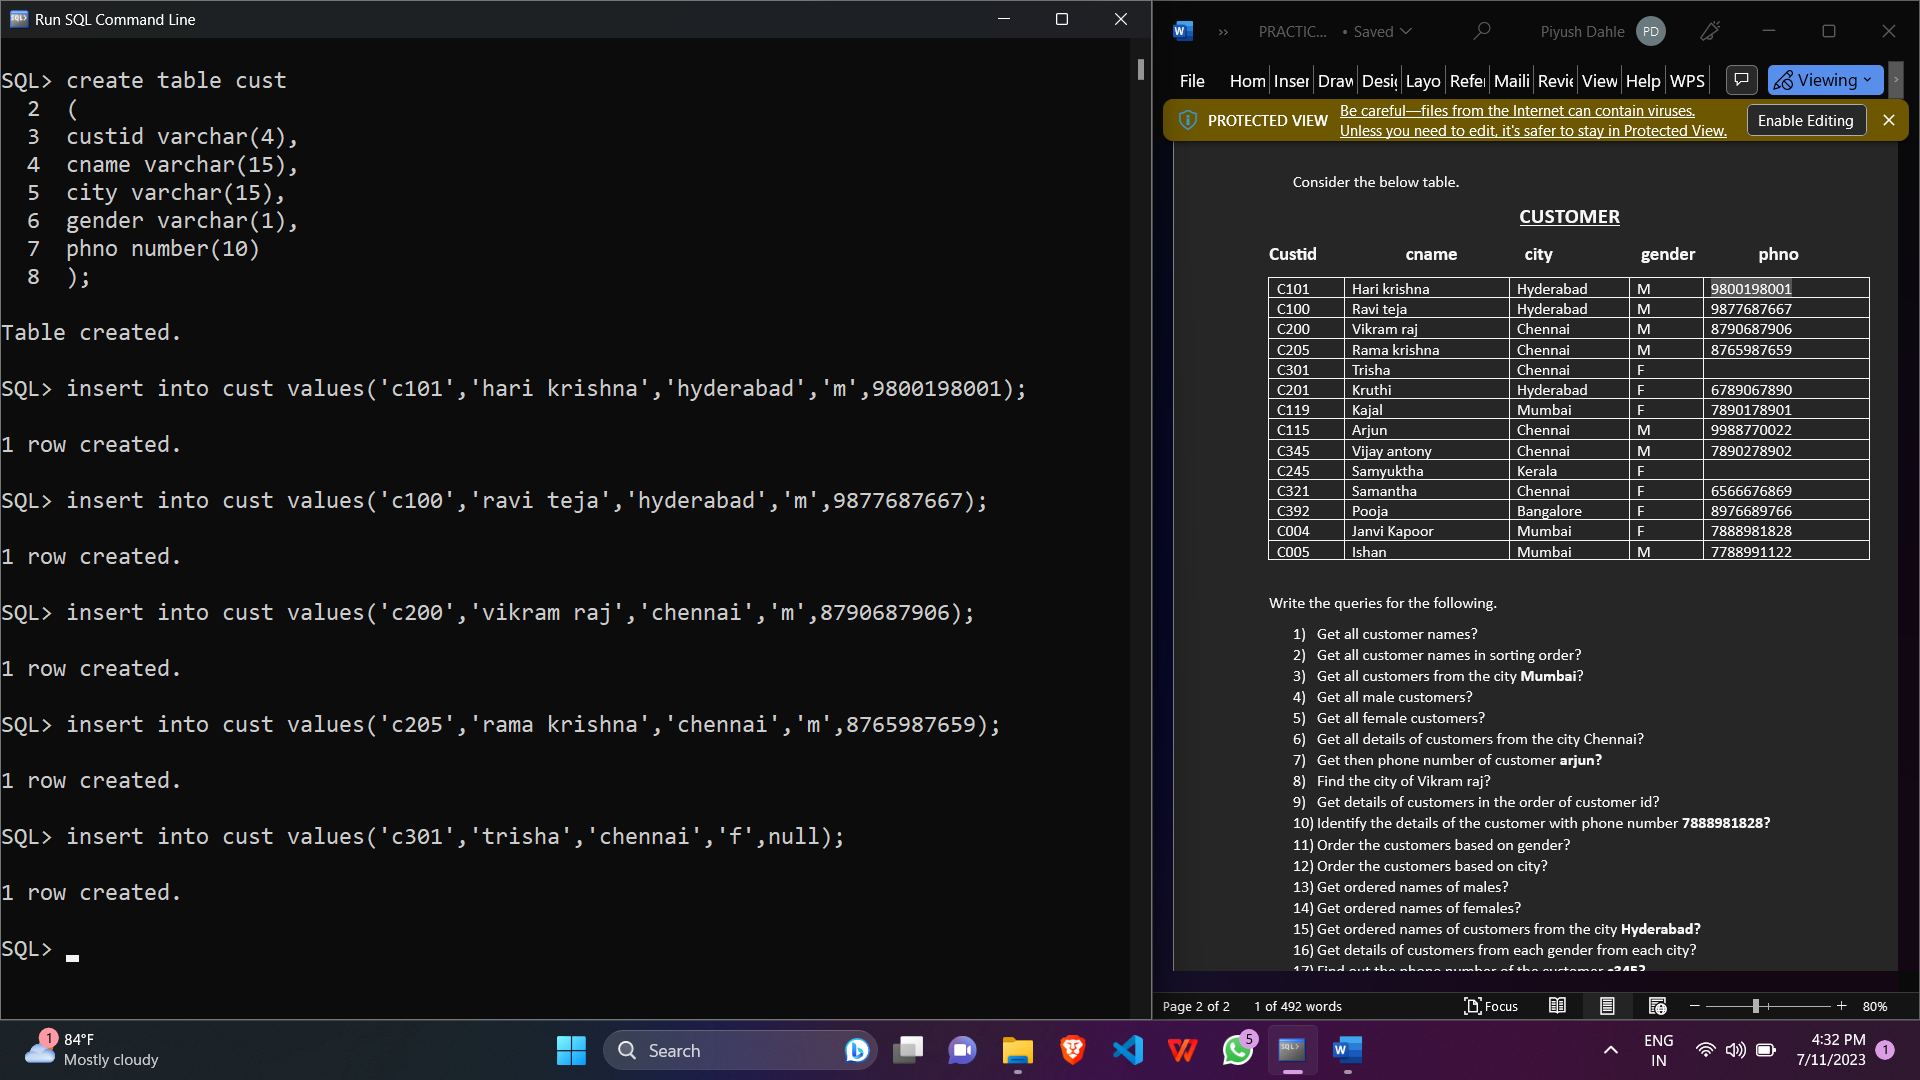 Run SQL Command Line
SQL> create table cust
2 (
3 custid varchar(4),
4 cname varchar(15),
5 city varchar(15),
6 gender varchar(1),
7 phno number(10)
8 );
Table created.
SQL> insert into cust values('c101','hari krishna','hyderabad','m',9800198001);
1 row created.
SQL> insert into cust values('c100','ravi teja','hyderabad','m',9877687667);
1 row created.
SQL> insert into cust values('c200','vikram raj','chennai','m',8790687906);
1 row created.
SQL> insert into cust values('c205','rama krishna','chennai','m',8765987659);
1 row created.
SQL> insert into cust values('c301','trisha','chennai','f',null);
1 row created.
SQL>
PRACTIC... • Saved Piyush Dahle PD
File Hom Inser Draw Desig Layo Refe Maili Revie View Help WPS Viewing
PROTECTED VIEW Be careful—files from the Internet can contain viruses. Enable Editing
Unless you need to edit, it's safer to stay in Protected View.
Consider the below table.
CUSTOMER
Custid cname city gender phno
C101 Hari krishna Hyderabad M 9800198001
C100 Ravi teja Hyderabad M 9877687667
C200 Vikram raj Chennai M 8790687906
C205 Rama krishna Chennai M 8765987659
C301 Trisha Chennai F
C201 Kruthi Hyderabad F 6789067890
C119 Kajal Mumbai F 7890178901
C115 Arjun Chennai M 9988770022
C345 Vijay antony Chennai M 7890278902
C245 Samyuktha Kerala F
C321 Samantha Chennai F 6566676869
C392 Pooja Bangalore F 8976689766
C004 Janvi Kapoor Mumbai F 7888981828
C005 Ishan Mumbai M 7788991122
Write the queries for the following.
1) Get all customer names?
2) Get all customer names in sorting order?
3) Get all customers from the city Mumbai?
4) Get all male customers?
5) Get all female customers?
6) Get all details of customers from the city Chennai?
7) Get then phone number of customer arjun?
8) Find the city of Vikram raj?
9) Get details of customers in the order of customer id?
10) Identify the details of the customer with phone number 7888981828?
11) Order the customers based on gender?
12) Order the customers based on city?
13) Get ordered names of males?
14) Get ordered names of females?
15) Get ordered names of customers from the city Hyderabad?
16) Get details of customers from each gender from each city?
17) Find out the phone number of the customer c345?
Page 2 of 2 1 of 492 words Focus 80%
1 84°F
Mostly cloudy
Search
5
ENG
IN
4:32 PM
7/11/2023
1